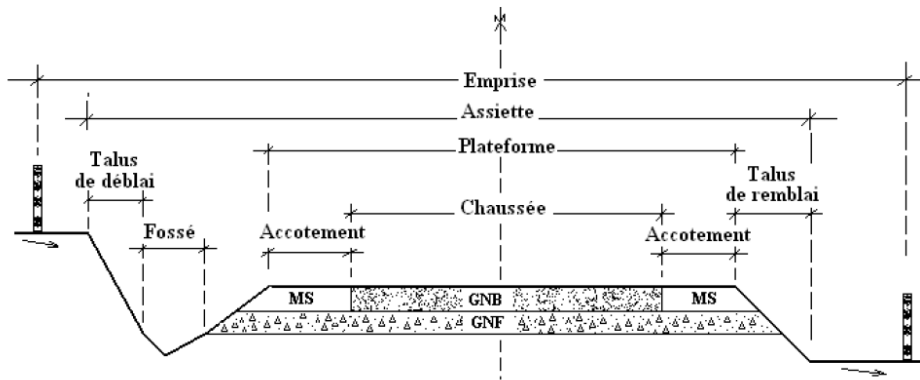 Emprise
Assiette
Plateforme
Talus
de déblai
Talus
de remblai
Chaussée
Fossé
Accotement
Accotement
MS
GNB
MS
GNF